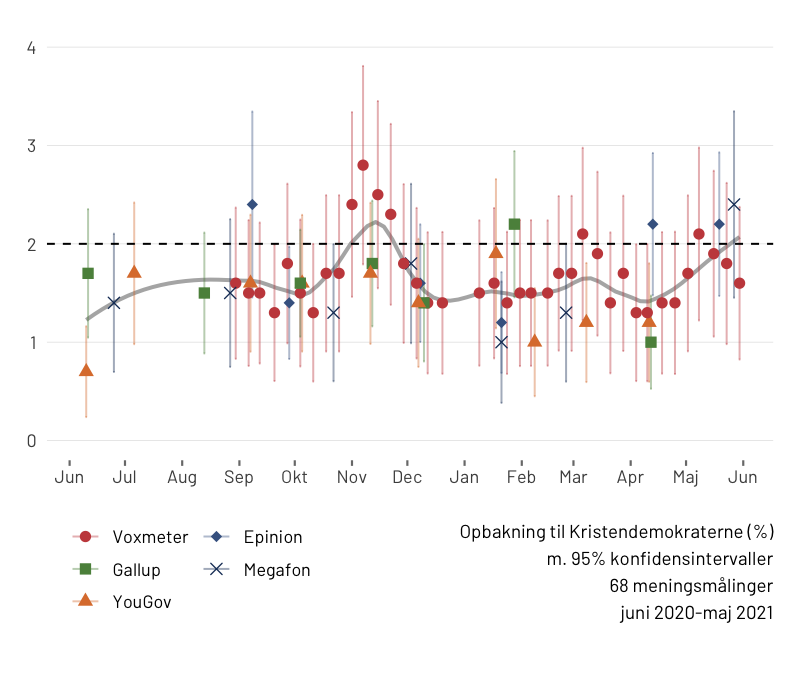 4
3
2
1
0
Jun Jul Aug Sep Okt Nov Dec Jan Feb Mar Apr Maj Jun
Voxmeter Epinion
Gallup Megafon
YouGov
Opbakning til Kristendemokraterne (%)
m. 95% konfidensintervaller
68 meningsmålinger
juni 2020-maj 2021